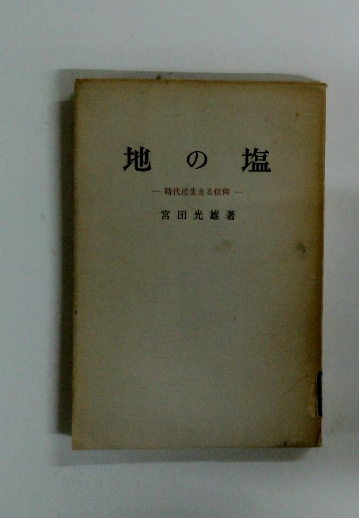 地の塩
― 時代に生きる信仰 ―
宮田光雄著